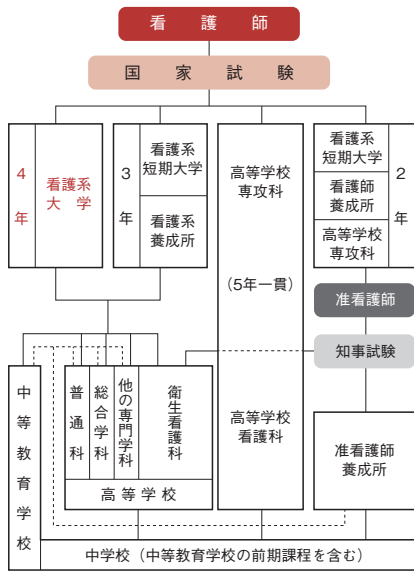 看護師
国家試験
4年
看護系
大学
3年
看護系
短期大学
看護系
養成所
高等学校
専攻科
(5年一貫)
高等学校
看護科
看護系
短期大学
看護師
養成所
高等学校
専攻科
2年
准看護師
知事試験
中等教育学校
普通科
総合学科
他の専門学科
衛生看護科
高等学校
准看護師
養成所
中学校(中等教育学校の前期課程を含む)